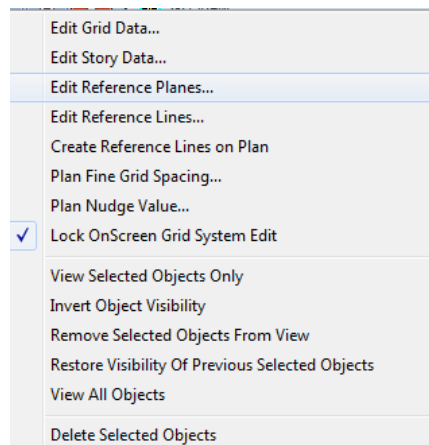 Edit Grid Data...
Edit Story Data...
Edit Reference Planes...
Edit Reference Lines...
Create Reference Lines on Plan
Plan Fine Grid Spacing...
Plan Nudge Value...
Lock OnScreen Grid System Edit
View Selected Objects Only
Invert Object Visibility
Remove Selected Objects From View
Restore Visibility Of Previous Selected Objects
View All Objects
Delete Selected Objects